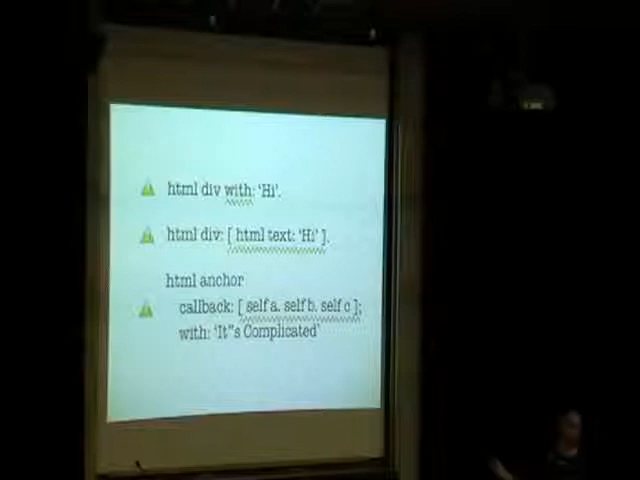 html div with: 'Hi'.
html div: [ html text: 'Hi' ].
html anchor
callback: [ self a. self b. self c ];
with: 'It''s Complicated'